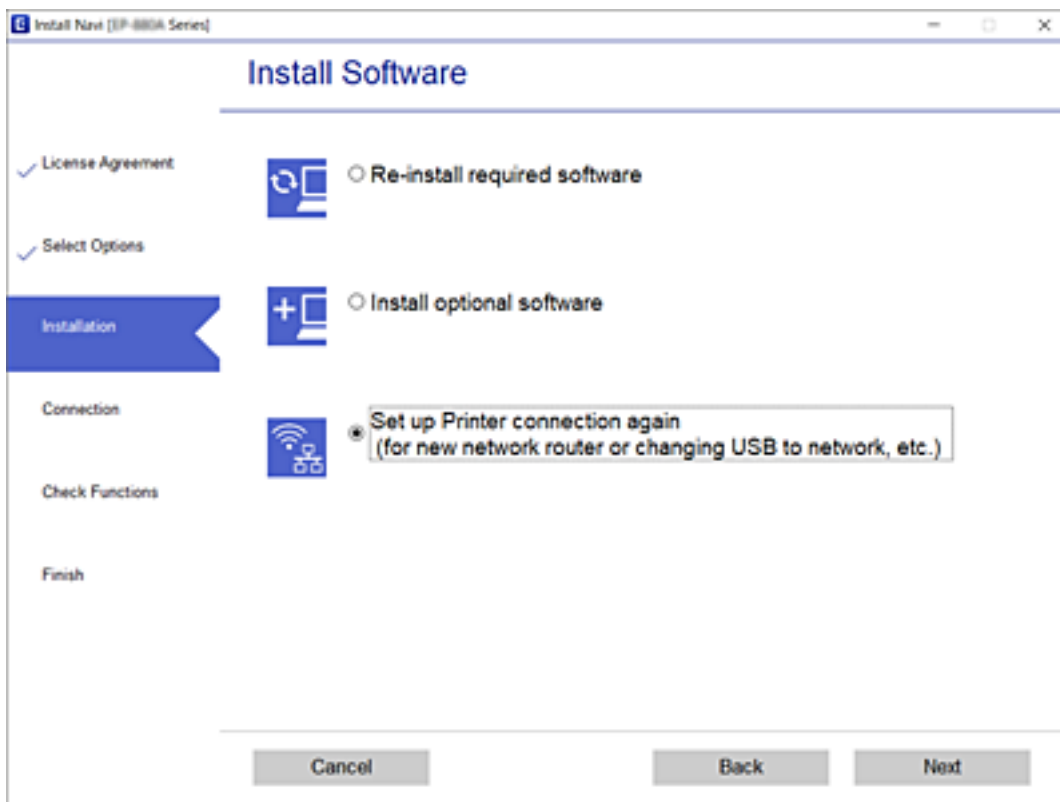 Install Navi [EP-880A Series]
Install Software
License Agreement
Select Options
Installation
Connection
Check Functions
Finish
Re-install required software
Install optional software
Set up Printer connection again
(for new network router or changing USB to network, etc.)
Cancel
Back
Next